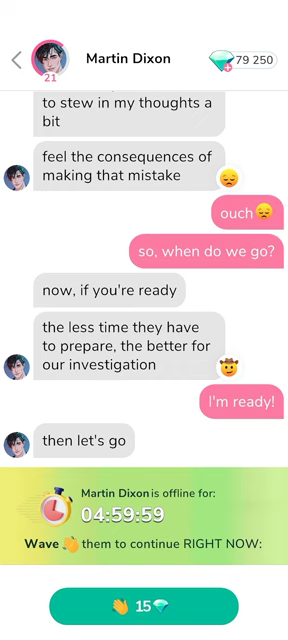 Martin Dixon
79 250
21
to stew in my thoughts a
bit
feel the consequences of
making that mistake
ouch😞
so, when do we go?
now, if you're ready
the less time they have
to prepare, the better for
our investigation
I'm ready!
then let's go
Martin Dixon is offline for:
04:59:59
Wave 👋 them to continue RIGHT NOW:
👋 15💎